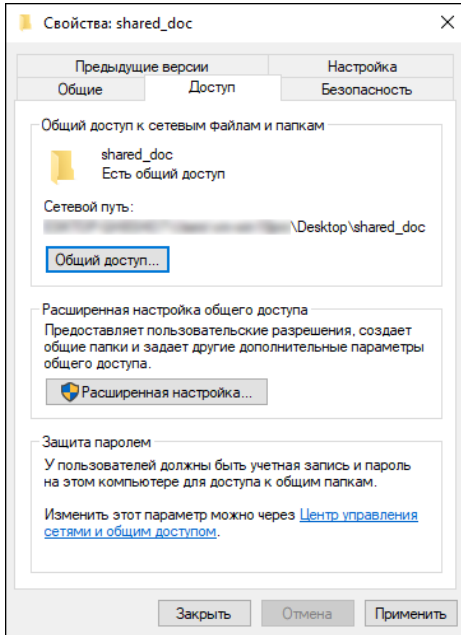 Свойства: shared_doc
Предыдущие версии
Настройка
Общие
Доступ
Безопасность
Общий доступ к сетевым файлам и папкам
shared_doc
Есть общий доступ
Сетевой путь:
\Desktop\shared_doc
Общий доступ...
Расширенная настройка общего доступа
Предоставляет пользовательские разрешения, создает
общие папки и задает другие дополнительные параметры
общего доступа.
Расширенная настройка...
Защита паролем
У пользователей должны быть учетная запись и пароль
на этом компьютере для доступа к общим папкам.
Изменить этот параметр можно через Центр управления
сетями и общим доступом.
Закрыть
Отмена
Применить